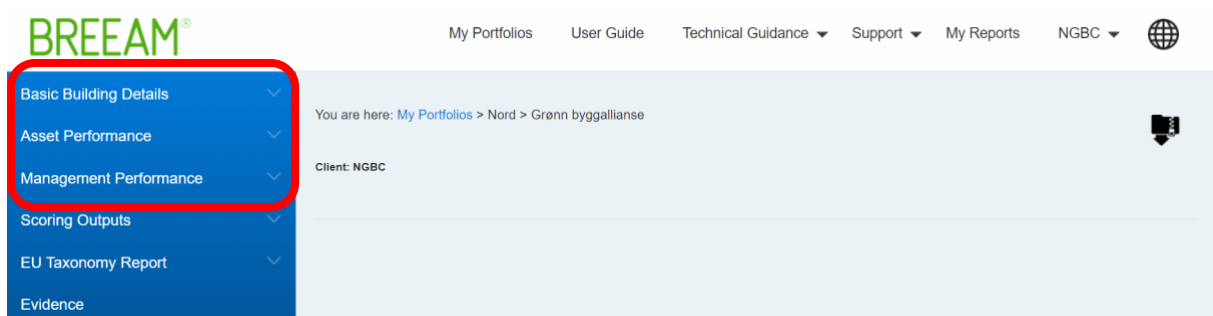 BREEAM®
My Portfolios User Guide Technical Guidance Support My Reports NGBC
Basic Building Details
Asset Performance
Management Performance
Scoring Outputs
EU Taxonomy Report
Evidence
You are here: My Portfolios > Nord > Grønn byggallianse
Client: NGBC